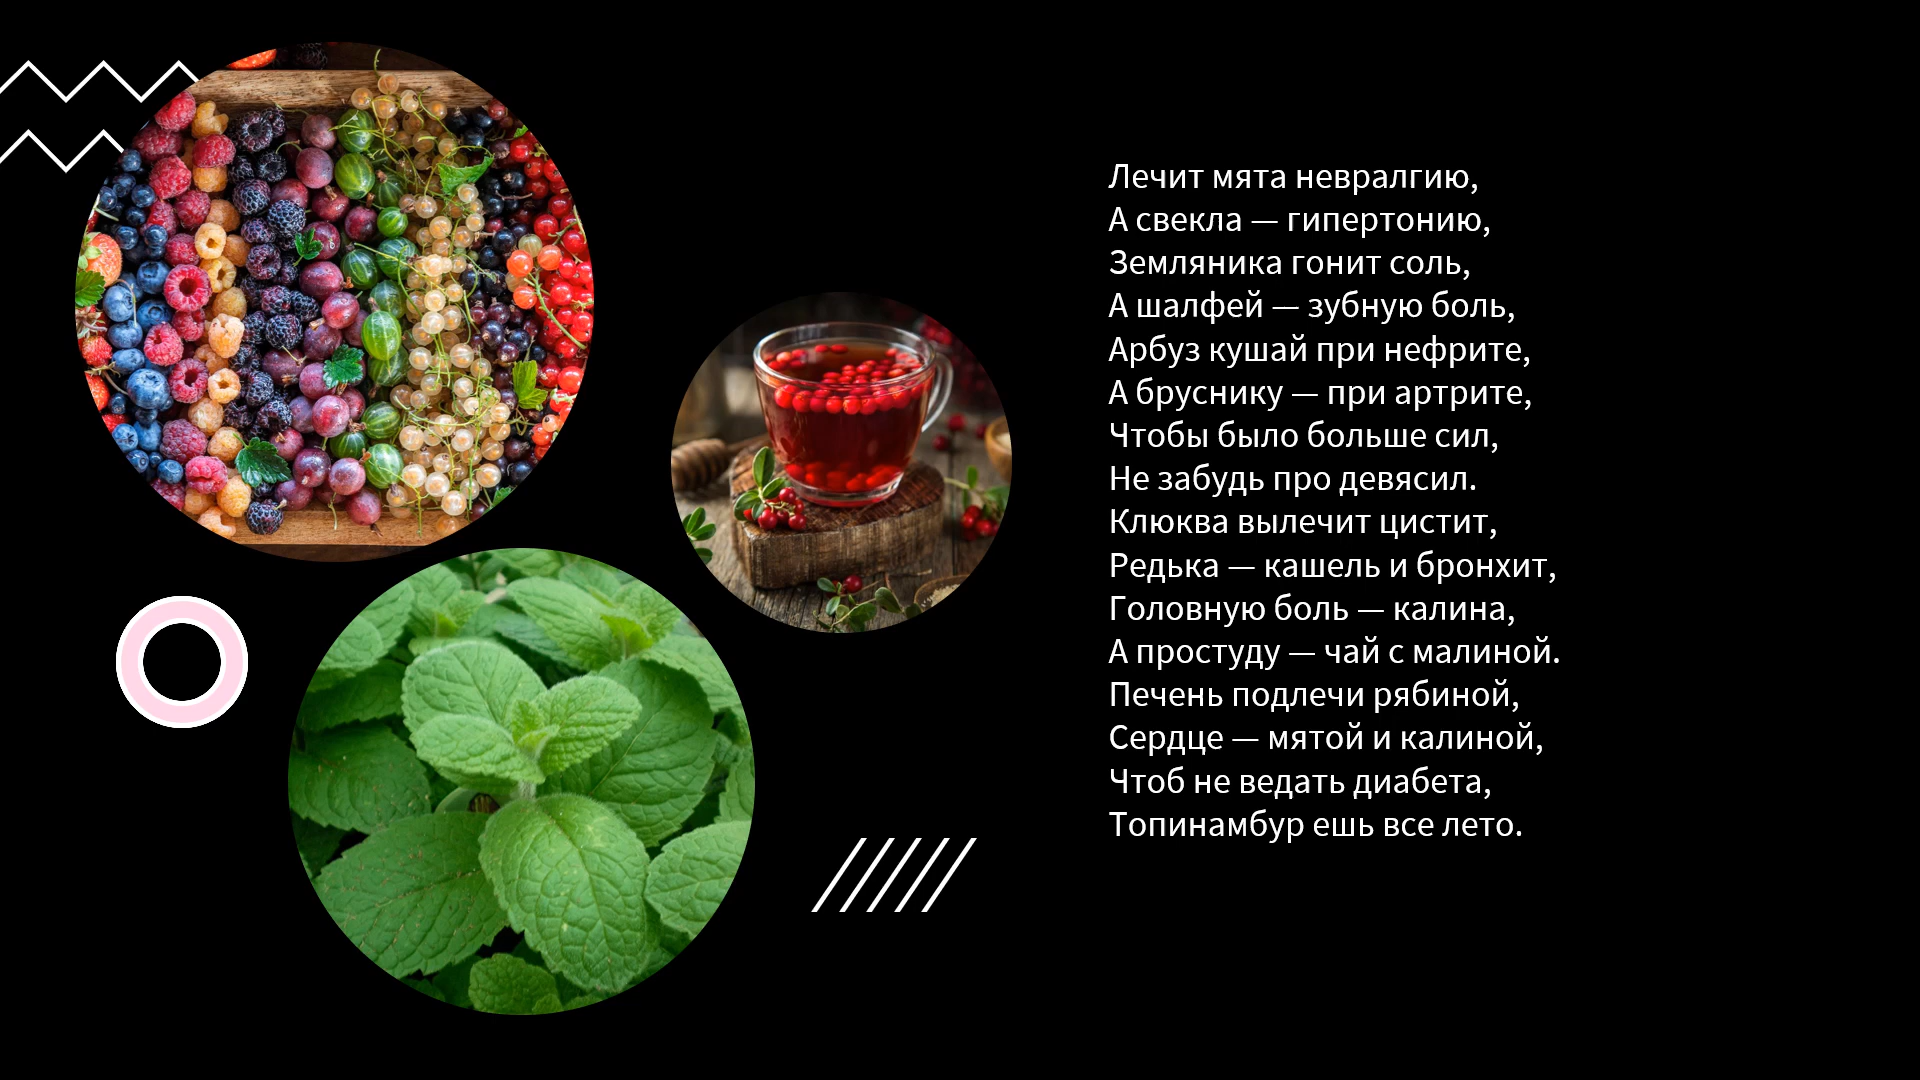 Лечит мята невралгию,
А свекла — гипертонию,
Земляника гонит соль,
А шалфей — зубную боль,
Арбуз кушай при нефрите,
А бруснику — при артрите,
Чтобы было больше сил,
Не забудь про девясил.
Клюква вылечит цистит,
Редька — кашель и бронхит,
Головную боль — калина,
А простуду — чай с малиной.
Печень подлечи рябиной,
Сердце — мятой и калиной,
Чтоб не ведать диабета,
Топинамбур ешь все лето.